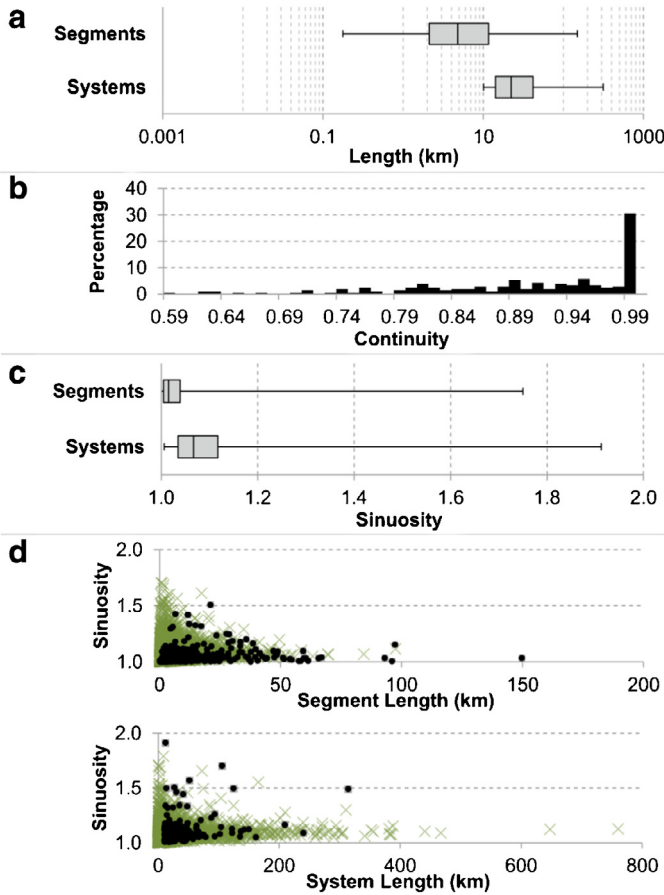 a
Segments
Systems
0.001 0.1 10 1000
Length (km)
b
Percentage
40
30
20
10
0
0.59 0.64 0.69 0.74 0.79 0.84 0.89 0.94 0.99
Continuity
c
Segments
Systems
1.0 1.2 1.4 1.6 1.8 2.0
Sinuosity
d
Sinuosity
2.0
1.5
1.0
0 50 100 150 200
Segment Length (km)
Sinuosity
2.0
1.5
1.0
0 200 400 600 800
System Length (km)